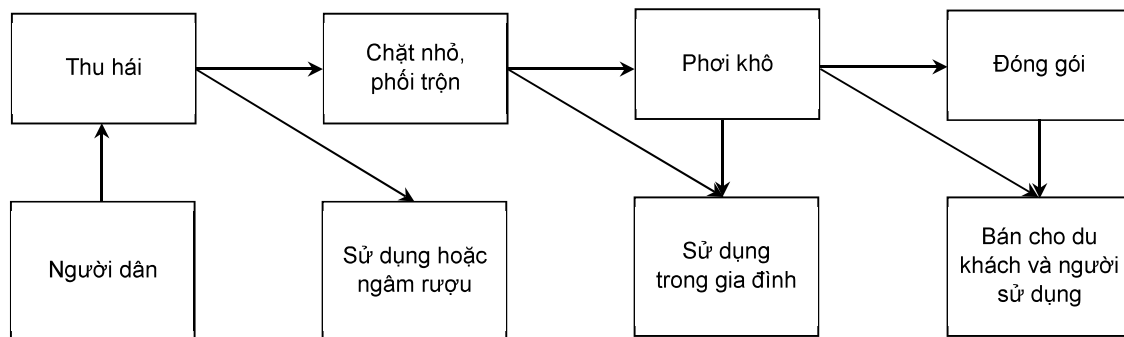 Thu hái
Chặt nhỏ,
phối trộn
Phơi khô
Đóng gói
Người dân
Sử dụng hoặc
ngâm rượu
Sử dụng
trong gia đình
Bán cho du
khách và người
sử dụng